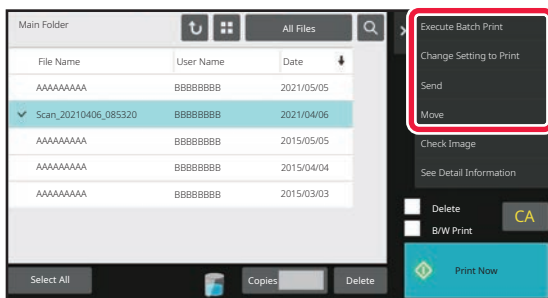 Main Folder
All Files
File Name User Name Date
AAAAAAAAA BBBBBBBB 2021/05/05
Scan_20210406_085320 BBBBBBBB 2021/04/06
AAAAAAAAA BBBBBBBB 2015/05/05
AAAAAAAAA BBBBBBBB 2015/04/04
AAAAAAAAA BBBBBBBB 2015/03/03
Select All
Copies
Delete
Execute Batch Print
Change Setting to Print
Send
Move
Check Image
See Detail Information
Delete
B/W Print
CA
Print Now